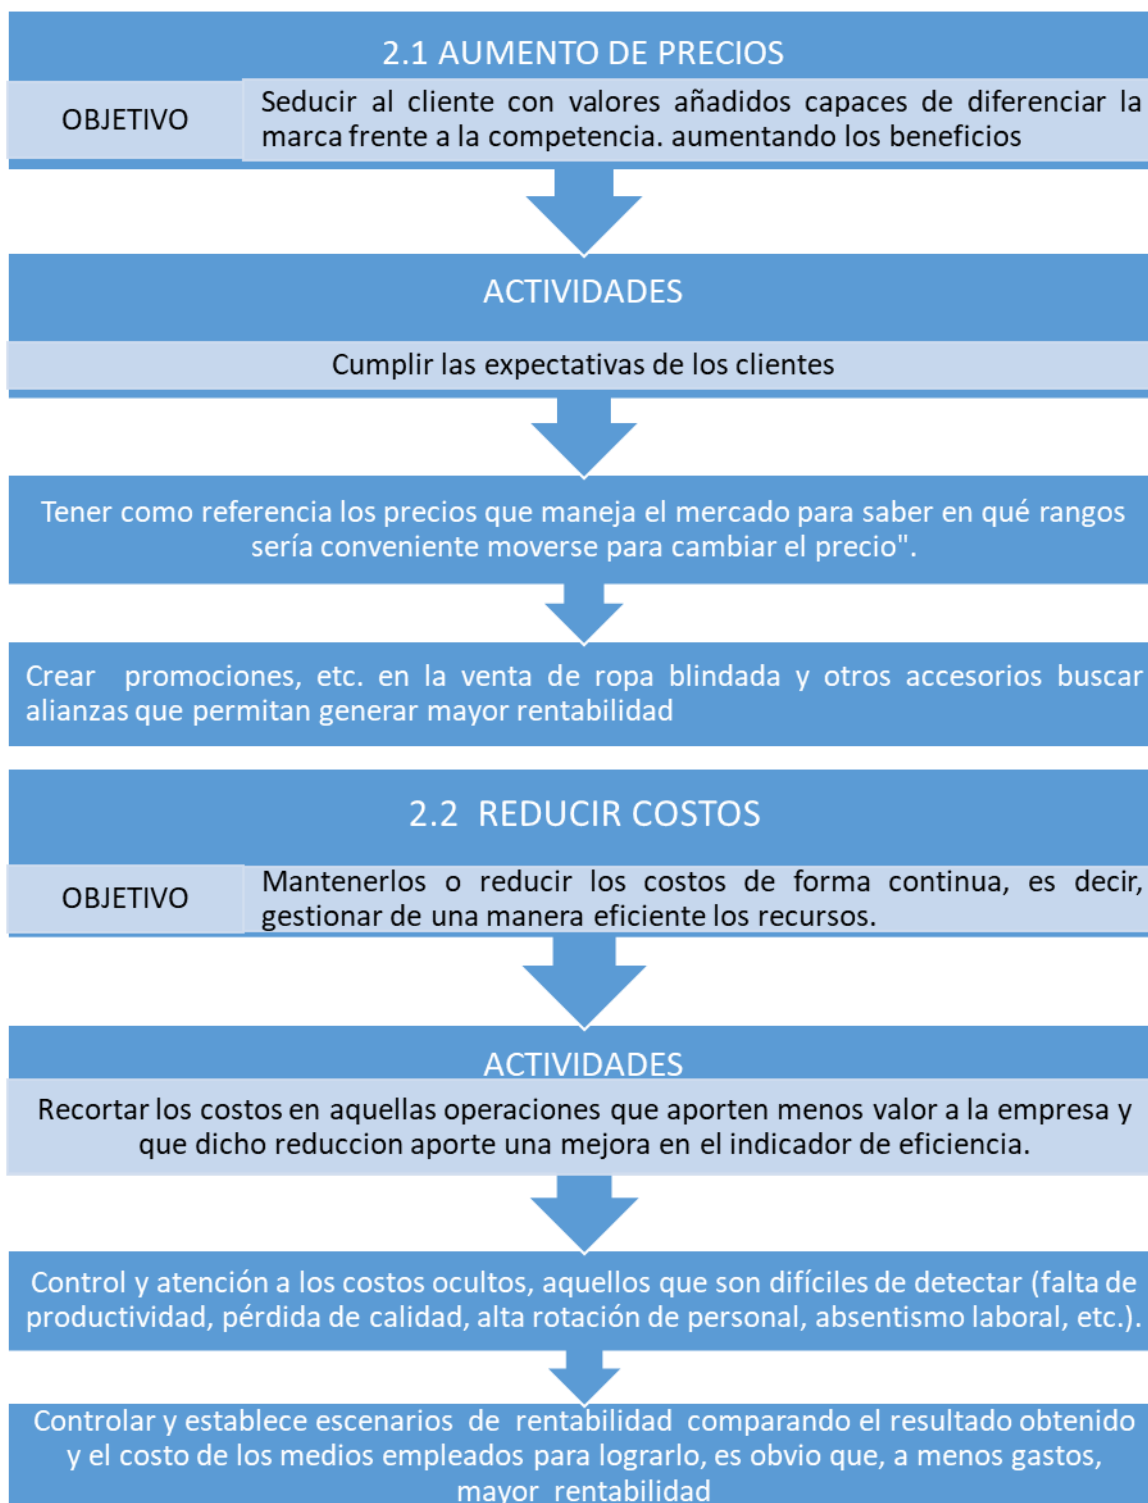 2.1 AUMENTO DE PRECIOS
OBJETIVO
Seducir al cliente con valores añadidos capaces de diferenciar la
marca frente a la competencia. aumentando los beneficios
ACTIVIDADES
Cumplir las expectativas de los clientes
Tener como referencia los precios que maneja el mercado para saber en qué rangos
sería conveniente moverse para cambiar el precio".
Crear promociones, etc. en la venta de ropa blindada y otros accesorios buscar
alianzas que permitan generar mayor rentabilidad
2.2 REDUCIR COSTOS
OBJETIVO
Mantenerlos o reducir los costos de forma continua, es decir,
gestionar de una manera eficiente los recursos.
ACTIVIDADES
Recortar los costos en aquellas operaciones que aporten menos valor a la empresa y
que dicho reduccion aporte una mejora en el indicador de eficiencia.
Control y atención a los costos ocultos, aquellos que son difíciles de detectar (falta de
productividad, pérdida de calidad, alta rotación de personal, absentismo laboral, etc.).
Controlar y establece escenarios de rentabilidad comparando el resultado obtenido
y el costo de los medios empleados para lograrlo, es obvio que, a menos gastos,
mayor rentabilidad